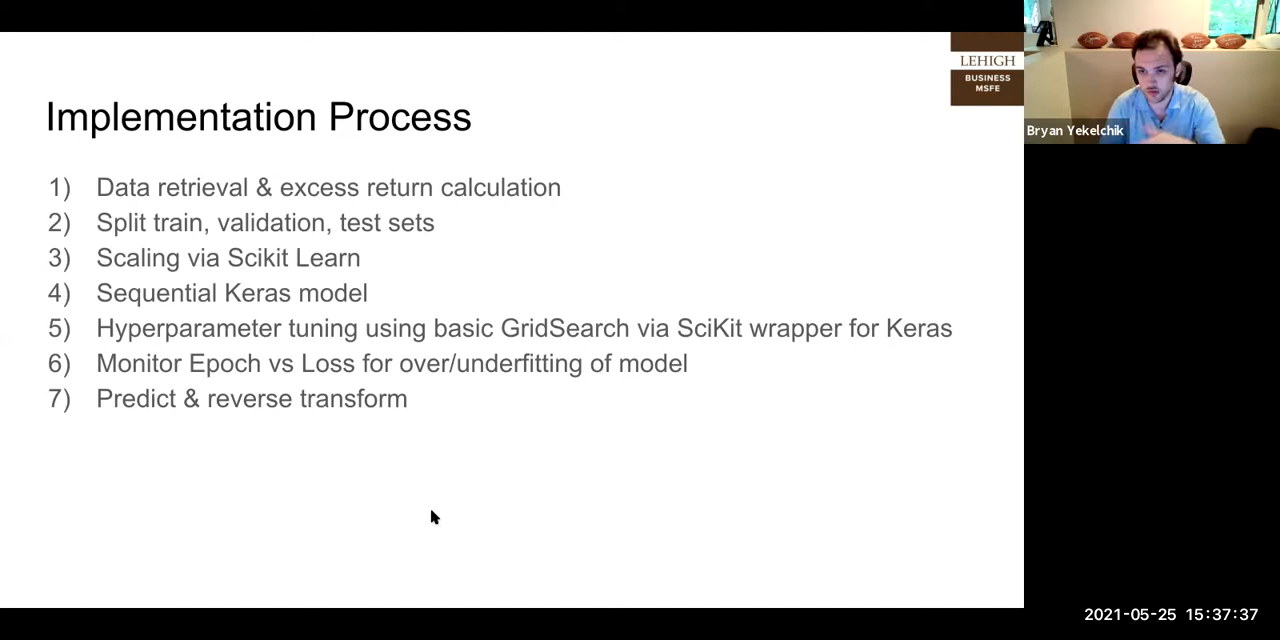 LEHIGH
BUSINESS
MSFE
Implementation Process
1) Data retrieval & excess return calculation
2) Split train, validation, test sets
3) Scaling via Scikit Learn
4) Sequential Keras model
5) Hyperparameter tuning using basic GridSearch via SciKit wrapper for Keras
6) Monitor Epoch vs Loss for over/underfitting of model
7) Predict & reverse transform
Bryan Yekelchik
2021-05-25 15:37:37